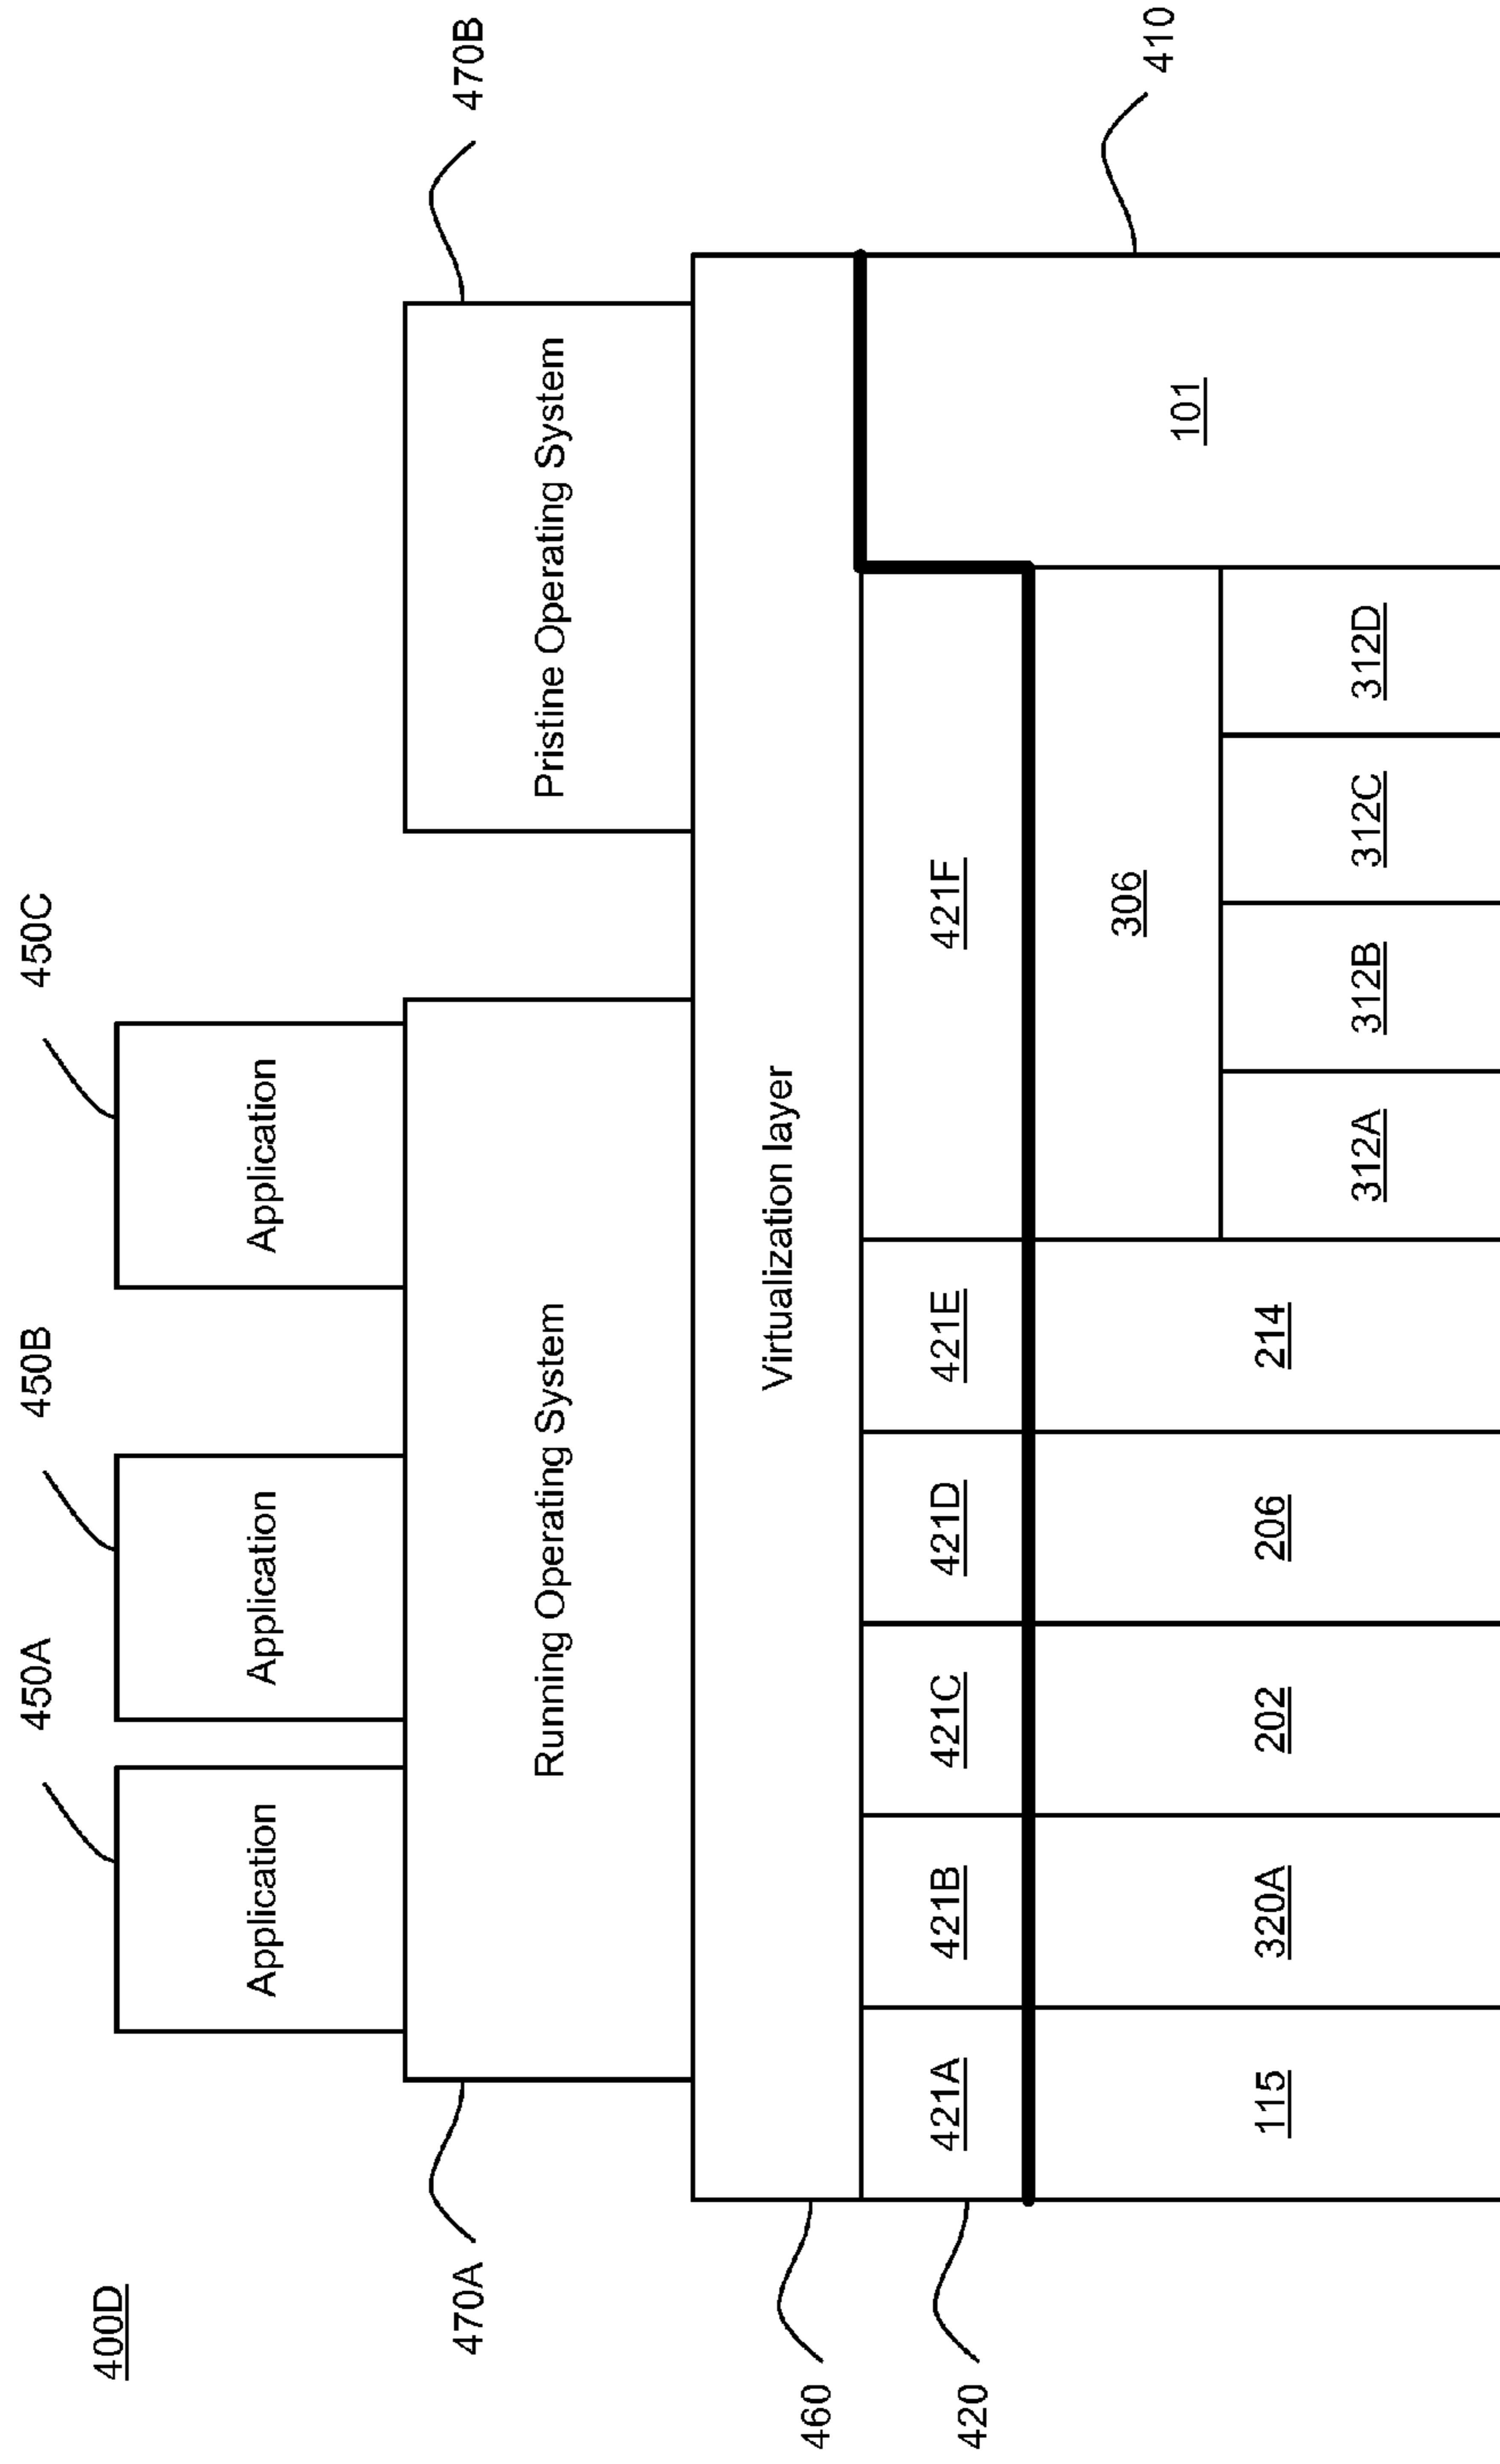 400D
450A
450B
450C
Application
Application
Application
470A
Running Operating System
Pristine Operating System
470B
460
Virtualization layer
420
421A
421B
421C
421D
421E
421F
115
320A
202
206
214
306
312A
312B
312C
312D
101
410